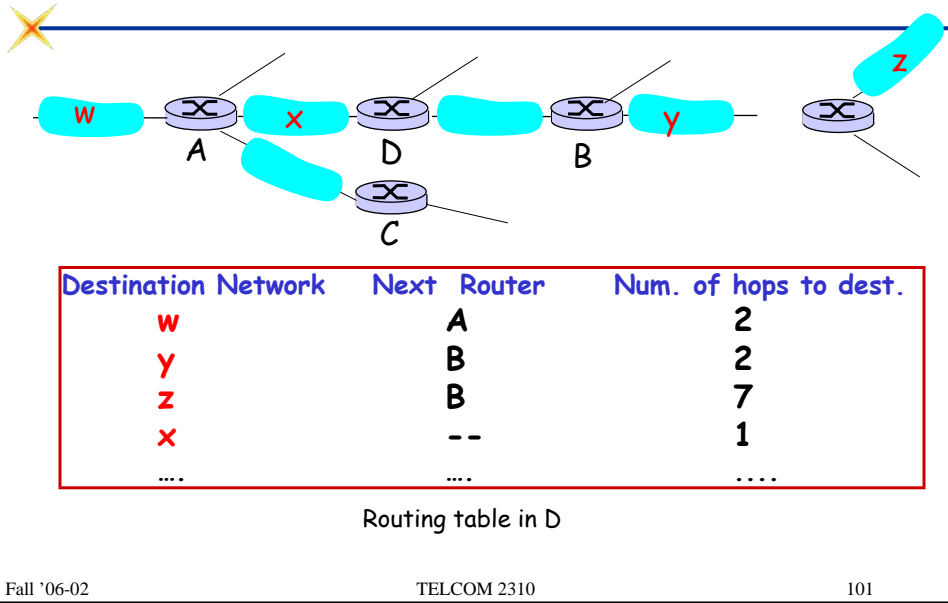 z
w
x
y
A
D
B
C
Destination Network Next Router Num. of hops to dest.
w A 2
y B 2
z B 7
x -- 1
.... .... ....
Routing table in D
Fall ’06-02 TELCOM 2310 101